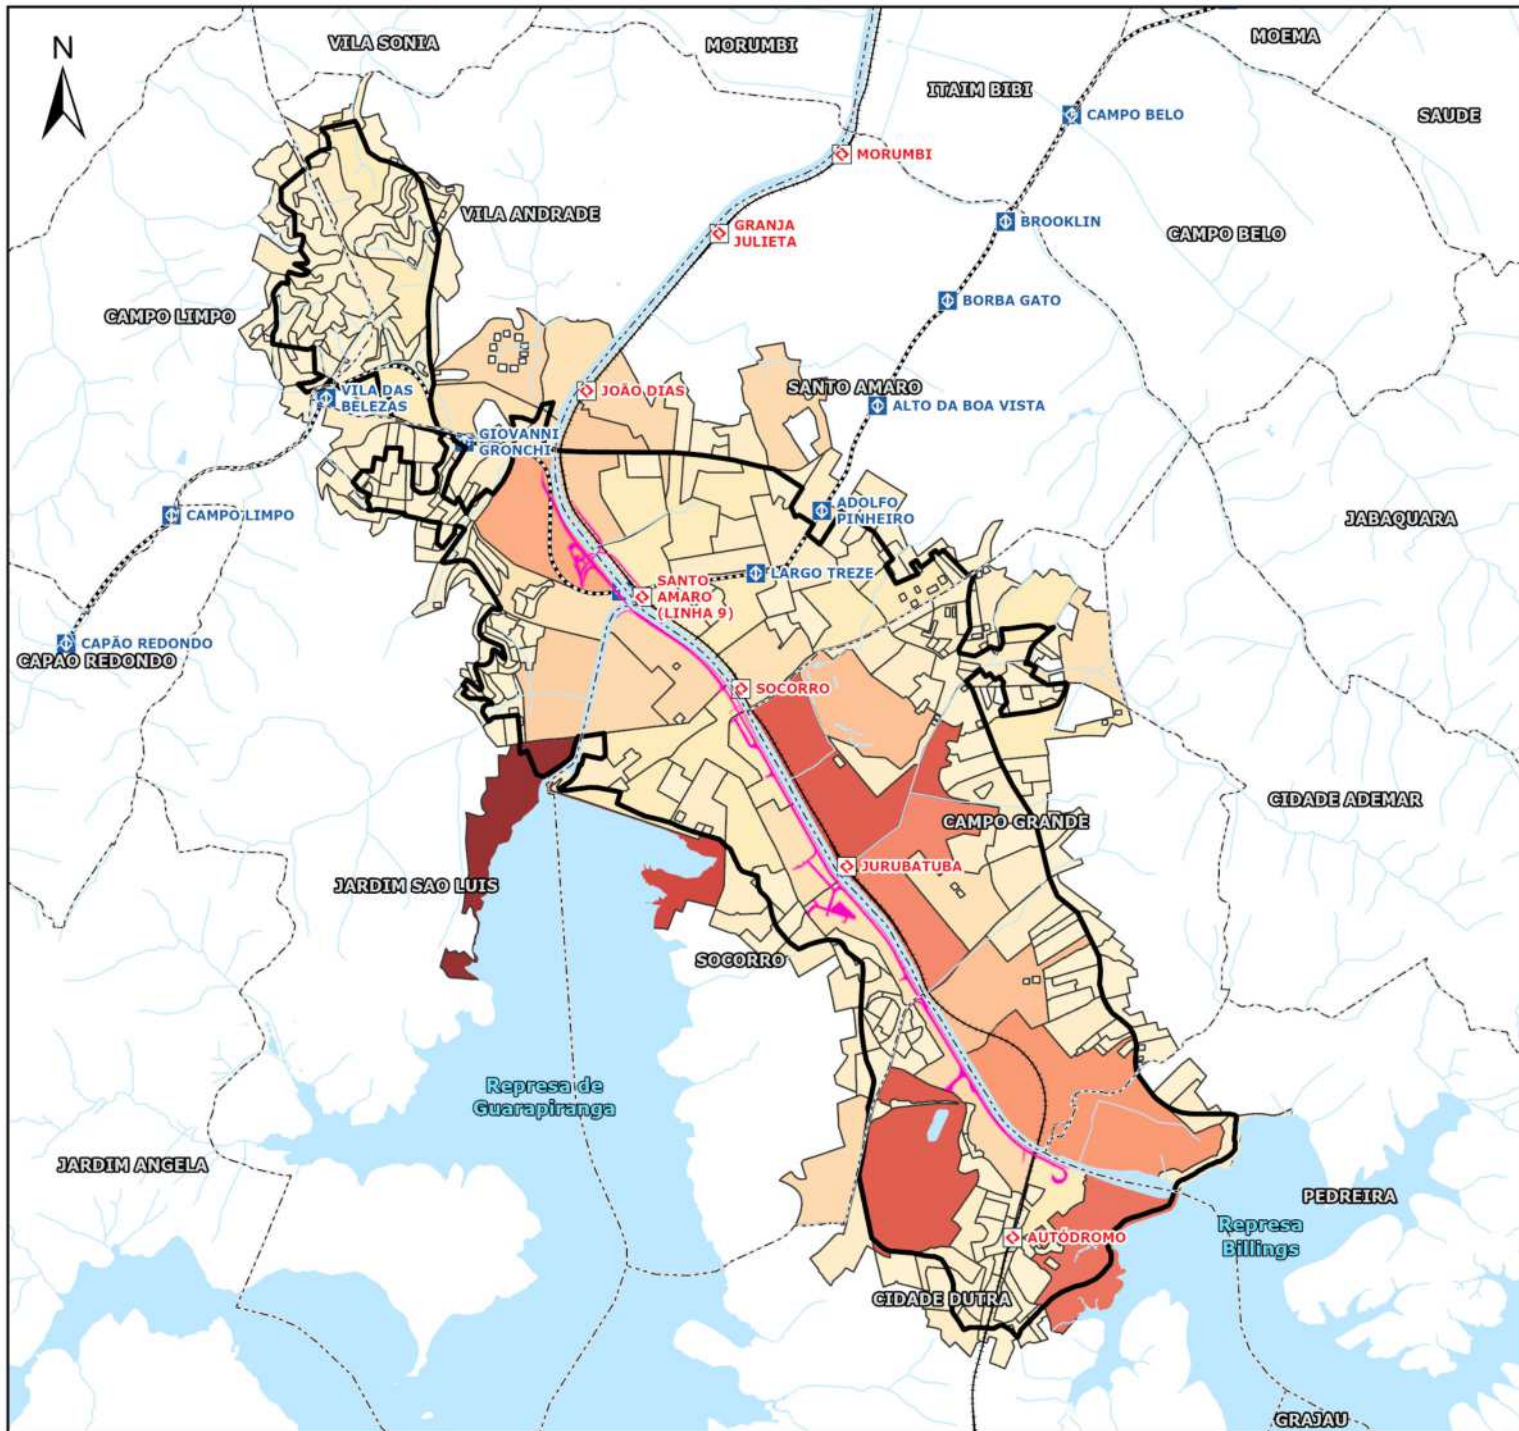 N
VILA SONIA
MORUMBI
MOEMA
ITAIM BIBI
CAMPO BELO
SAUDE
MORUMBI
VILA ANDRADE
GRANJA
JULIETA
BROOKLIN
CAMPO BELO
BORBA GATO
CAMPO LIMPO
VILA DAS
BELEZAS
JOÃO DIAS
SANTO AMARO
ALTO DA BOA VISTA
GIOVANNI
GRONCHI
CAMPO LIMPO
ADOLFO
PINHEIRO
JABAQUARA
LARGO TREZE
SANTO
AMARO
(LINHA 9)
CAPÃO REDONDO
CAPAO REDONDO
SOCORRO
CIDADE ADEMAR
CAMPO GRANDE
JURUBATUBA
JARDIM SAO LUIS
SOCORRO
Represa de
Guarapiranga
JARDIM ANGELA
PEDREIRA
Represa
Billings
AUTÓDROMO
CIDADE DUTRA
GRAJAU